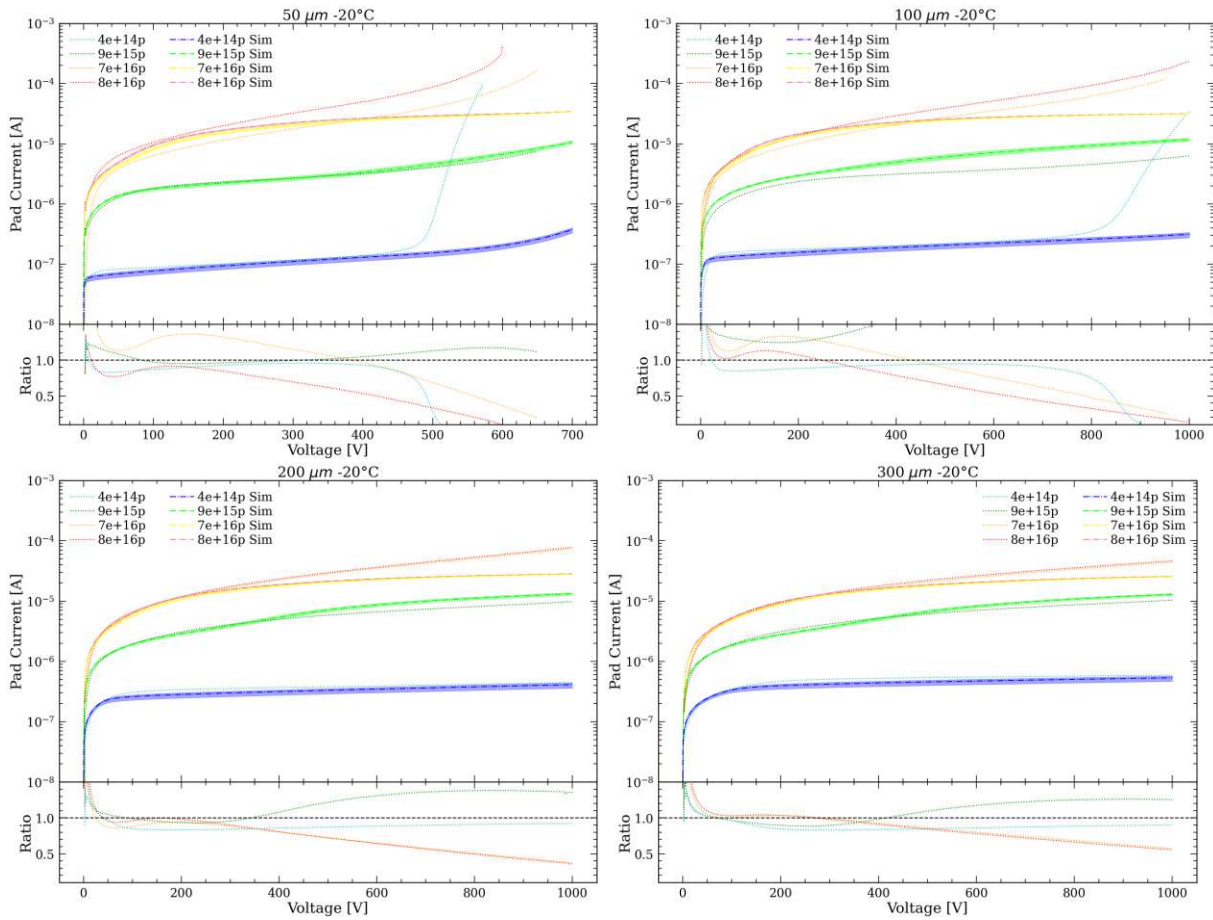 50 μm -20°C
10⁻³
10⁻⁴
10⁻⁵
10⁻⁶
10⁻⁷
10⁻⁸
Pad Current [A]
4e+14p
9e+15p
7e+16p
8e+16p
4e+14p Sim
9e+15p Sim
7e+16p Sim
8e+16p Sim
1.0
0.5
Ratio
0 100 200 300 400 500 600 700
Voltage [V]
100 μm -20°C
10⁻³
10⁻⁴
10⁻⁵
10⁻⁶
10⁻⁷
10⁻⁸
Pad Current [A]
4e+14p
9e+15p
7e+16p
8e+16p
4e+14p Sim
9e+15p Sim
7e+16p Sim
8e+16p Sim
1.0
0.5
Ratio
0 200 400 600 800 1000
Voltage [V]
200 μm -20°C
10⁻³
10⁻⁴
10⁻⁵
10⁻⁶
10⁻⁷
10⁻⁸
Pad Current [A]
4e+14p
9e+15p
7e+16p
8e+16p
4e+14p Sim
9e+15p Sim
7e+16p Sim
8e+16p Sim
1.0
0.5
Ratio
0 200 400 600 800 1000
Voltage [V]
300 μm -20°C
10⁻³
10⁻⁴
10⁻⁵
10⁻⁶
10⁻⁷
10⁻⁸
Pad Current [A]
4e+14p
9e+15p
7e+16p
8e+16p
4e+14p Sim
9e+15p Sim
7e+16p Sim
8e+16p Sim
1.0
0.5
Ratio
0 200 400 600 800 1000
Voltage [V]